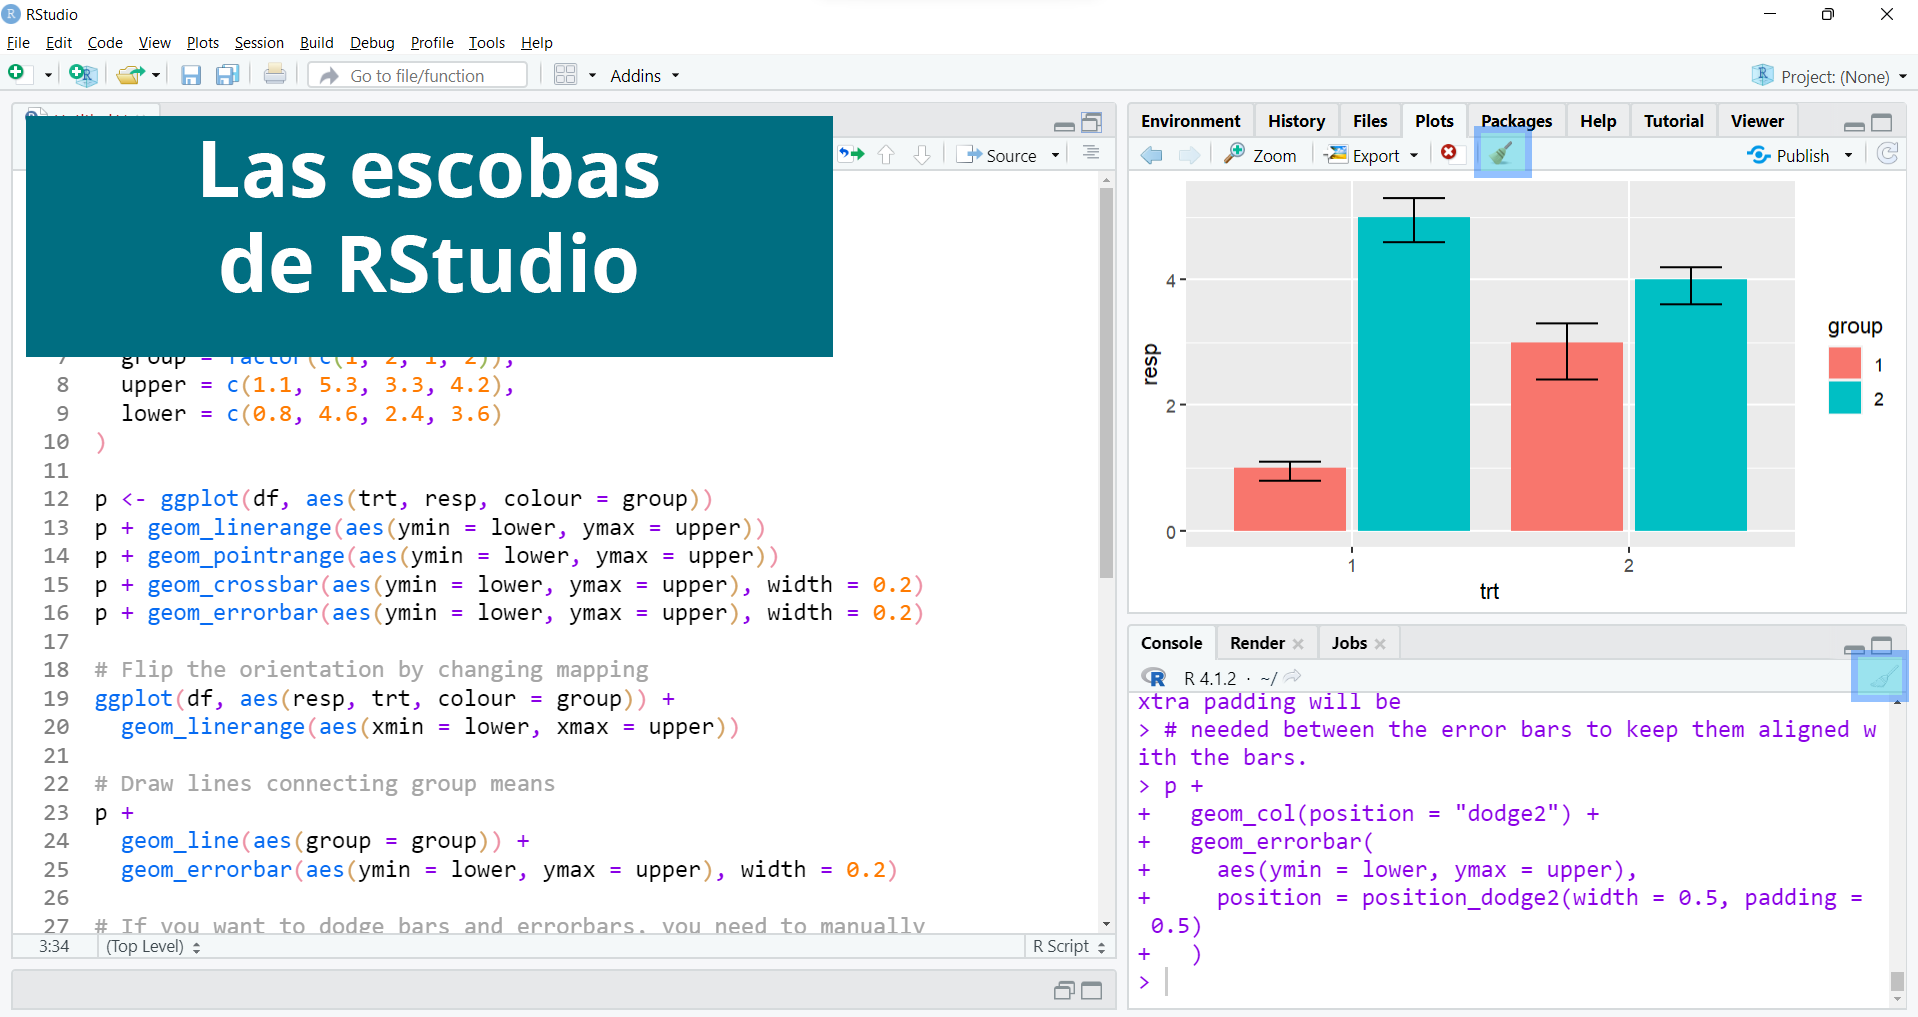 RStudio
File Edit Code View Plots Session Build Debug Profile Tools Help
Go to file/function Addins Project: (None)
Las escobas
de RStudio
Source
7 group = factor(c(1, 2, 1, 2)),
8 upper = c(1.1, 5.3, 3.3, 4.2),
9 lower = c(0.8, 4.6, 2.4, 3.6)
10 )
11
12 p <- ggplot(df, aes(trt, resp, colour = group))
13 p + geom_linerange(aes(ymin = lower, ymax = upper))
14 p + geom_pointrange(aes(ymin = lower, ymax = upper))
15 p + geom_crossbar(aes(ymin = lower, ymax = upper), width = 0.2)
16 p + geom_errorbar(aes(ymin = lower, ymax = upper), width = 0.2)
17
18 # Flip the orientation by changing mapping
19 ggplot(df, aes(resp, trt, colour = group)) +
20 geom_linerange(aes(xmin = lower, xmax = upper))
21
22 # Draw lines connecting group means
23 p +
24 geom_line(aes(group = group)) +
25 geom_errorbar(aes(ymin = lower, ymax = upper), width = 0.2)
26
27 # If you want to dodge bars and errorbars, you need to manually
3:34 (Top Level) R Script
Environment History Files Plots Packages Help Tutorial Viewer
Zoom Export Publish
resp
4
2
0
1 2
trt
group
1
2
Console Render Jobs
R R 4.1.2 · ~/
xtra padding will be
> # needed between the error bars to keep them aligned w
ith the bars.
> p +
+ geom_col(position = "dodge2") +
+ geom_errorbar(
+ aes(ymin = lower, ymax = upper),
+ position = position_dodge2(width = 0.5, padding =
0.5)
+ )
>